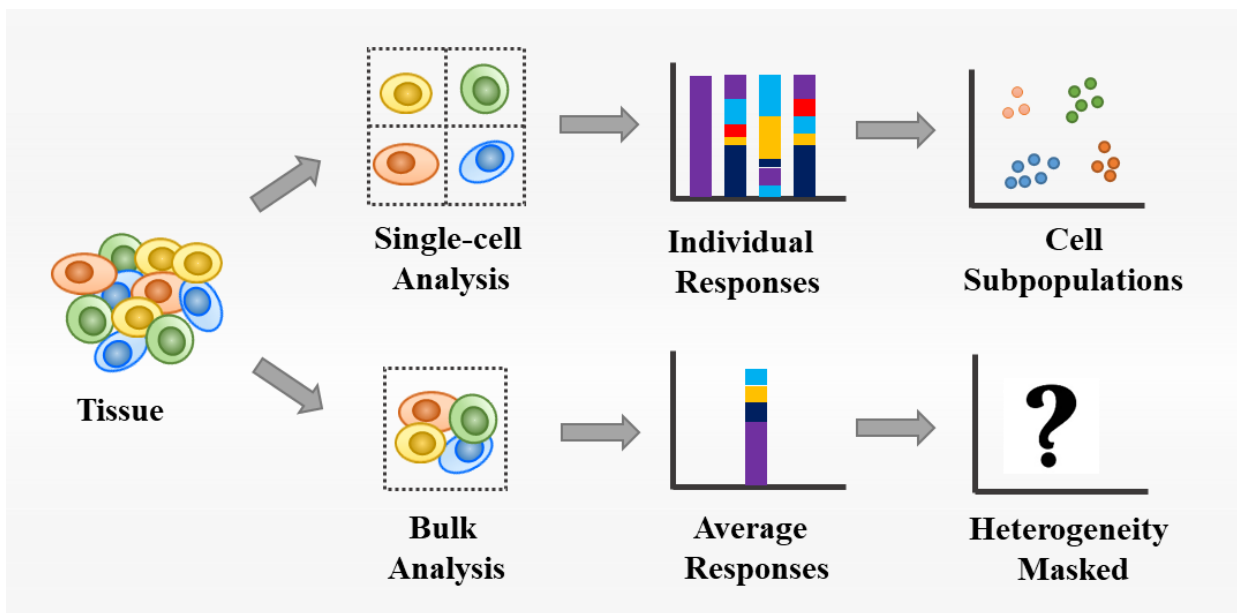 Single-cell
Analysis
Individual
Responses
Cell
Subpopulations
Tissue
?
Bulk
Analysis
Average
Responses
Heterogeneity
Masked